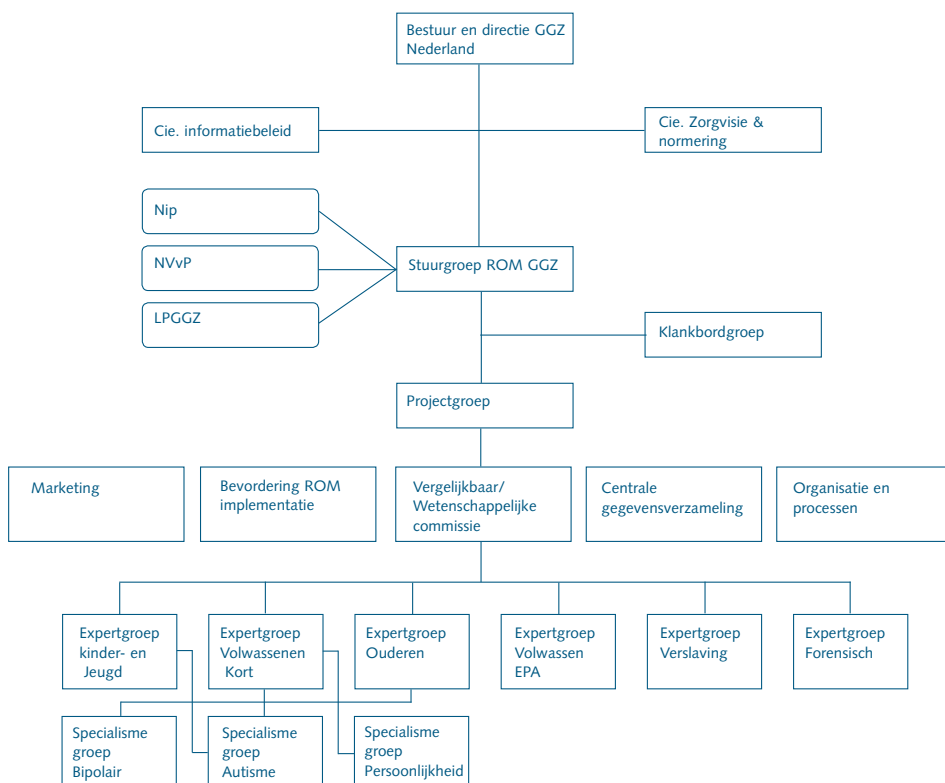 Bestuur en directie GGZ
Nederland
Cie. informatiebeleid
Cie. Zorgvisie &
normering
Nip
NVvP
LPGGZ
Stuurgroep ROM GGZ
Klankbordgroep
Projectgroep
Marketing
Bevordering ROM
implementatie
Vergelijkbaar/
Wetenschappelijke
commissie
Centrale
gegevensverzameling
Organisatie en
processen
Expertgroep
kinder- en
Jeugd
Expertgroep
Volwassenen
Kort
Expertgroep
Ouderen
Expertgroep
Volwassen
EPA
Expertgroep
Verslaving
Expertgroep
Forensisch
Specialisme
groep
Bipolair
Specialisme
groep
Autisme
Specialisme
groep
Persoonlijkheid